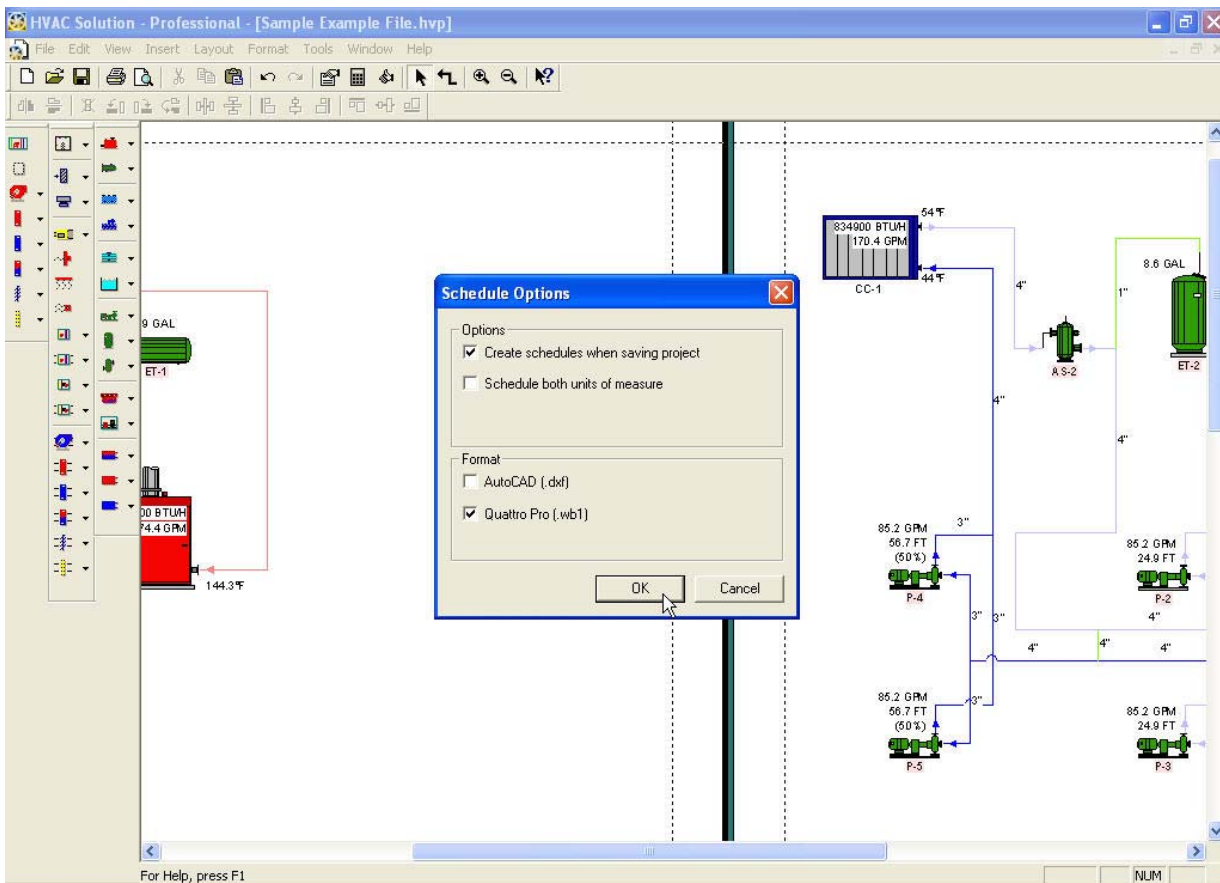 HVAC Solution - Professional - [Sample Example File.hvp]
File Edit View Insert Layout Format Tools Window Help
54°F
834900 BTU/H
170.4 GPM
44°F
CC-1
4"
1"
8.6 GAL
AS-2
ET-2
9 GAL
ET-1
Schedule Options
Options
Create schedules when saving project
Schedule both units of measure
Format
AutoCAD (.dxf)
Quattro Pro (.wb1)
OK
Cancel
4"
4"
00 BTU/H
74.4 GPM
144.3°F
85.2 GPM
56.7 FT
(50%)
3"
P-4
85.2 GPM
24.9 FT
P-2
3"
3"
4"
4"
4"
4"
85.2 GPM
56.7 FT
(50%)
3"
P-5
85.2 GPM
24.9 FT
P-3
For Help, press F1
NUM